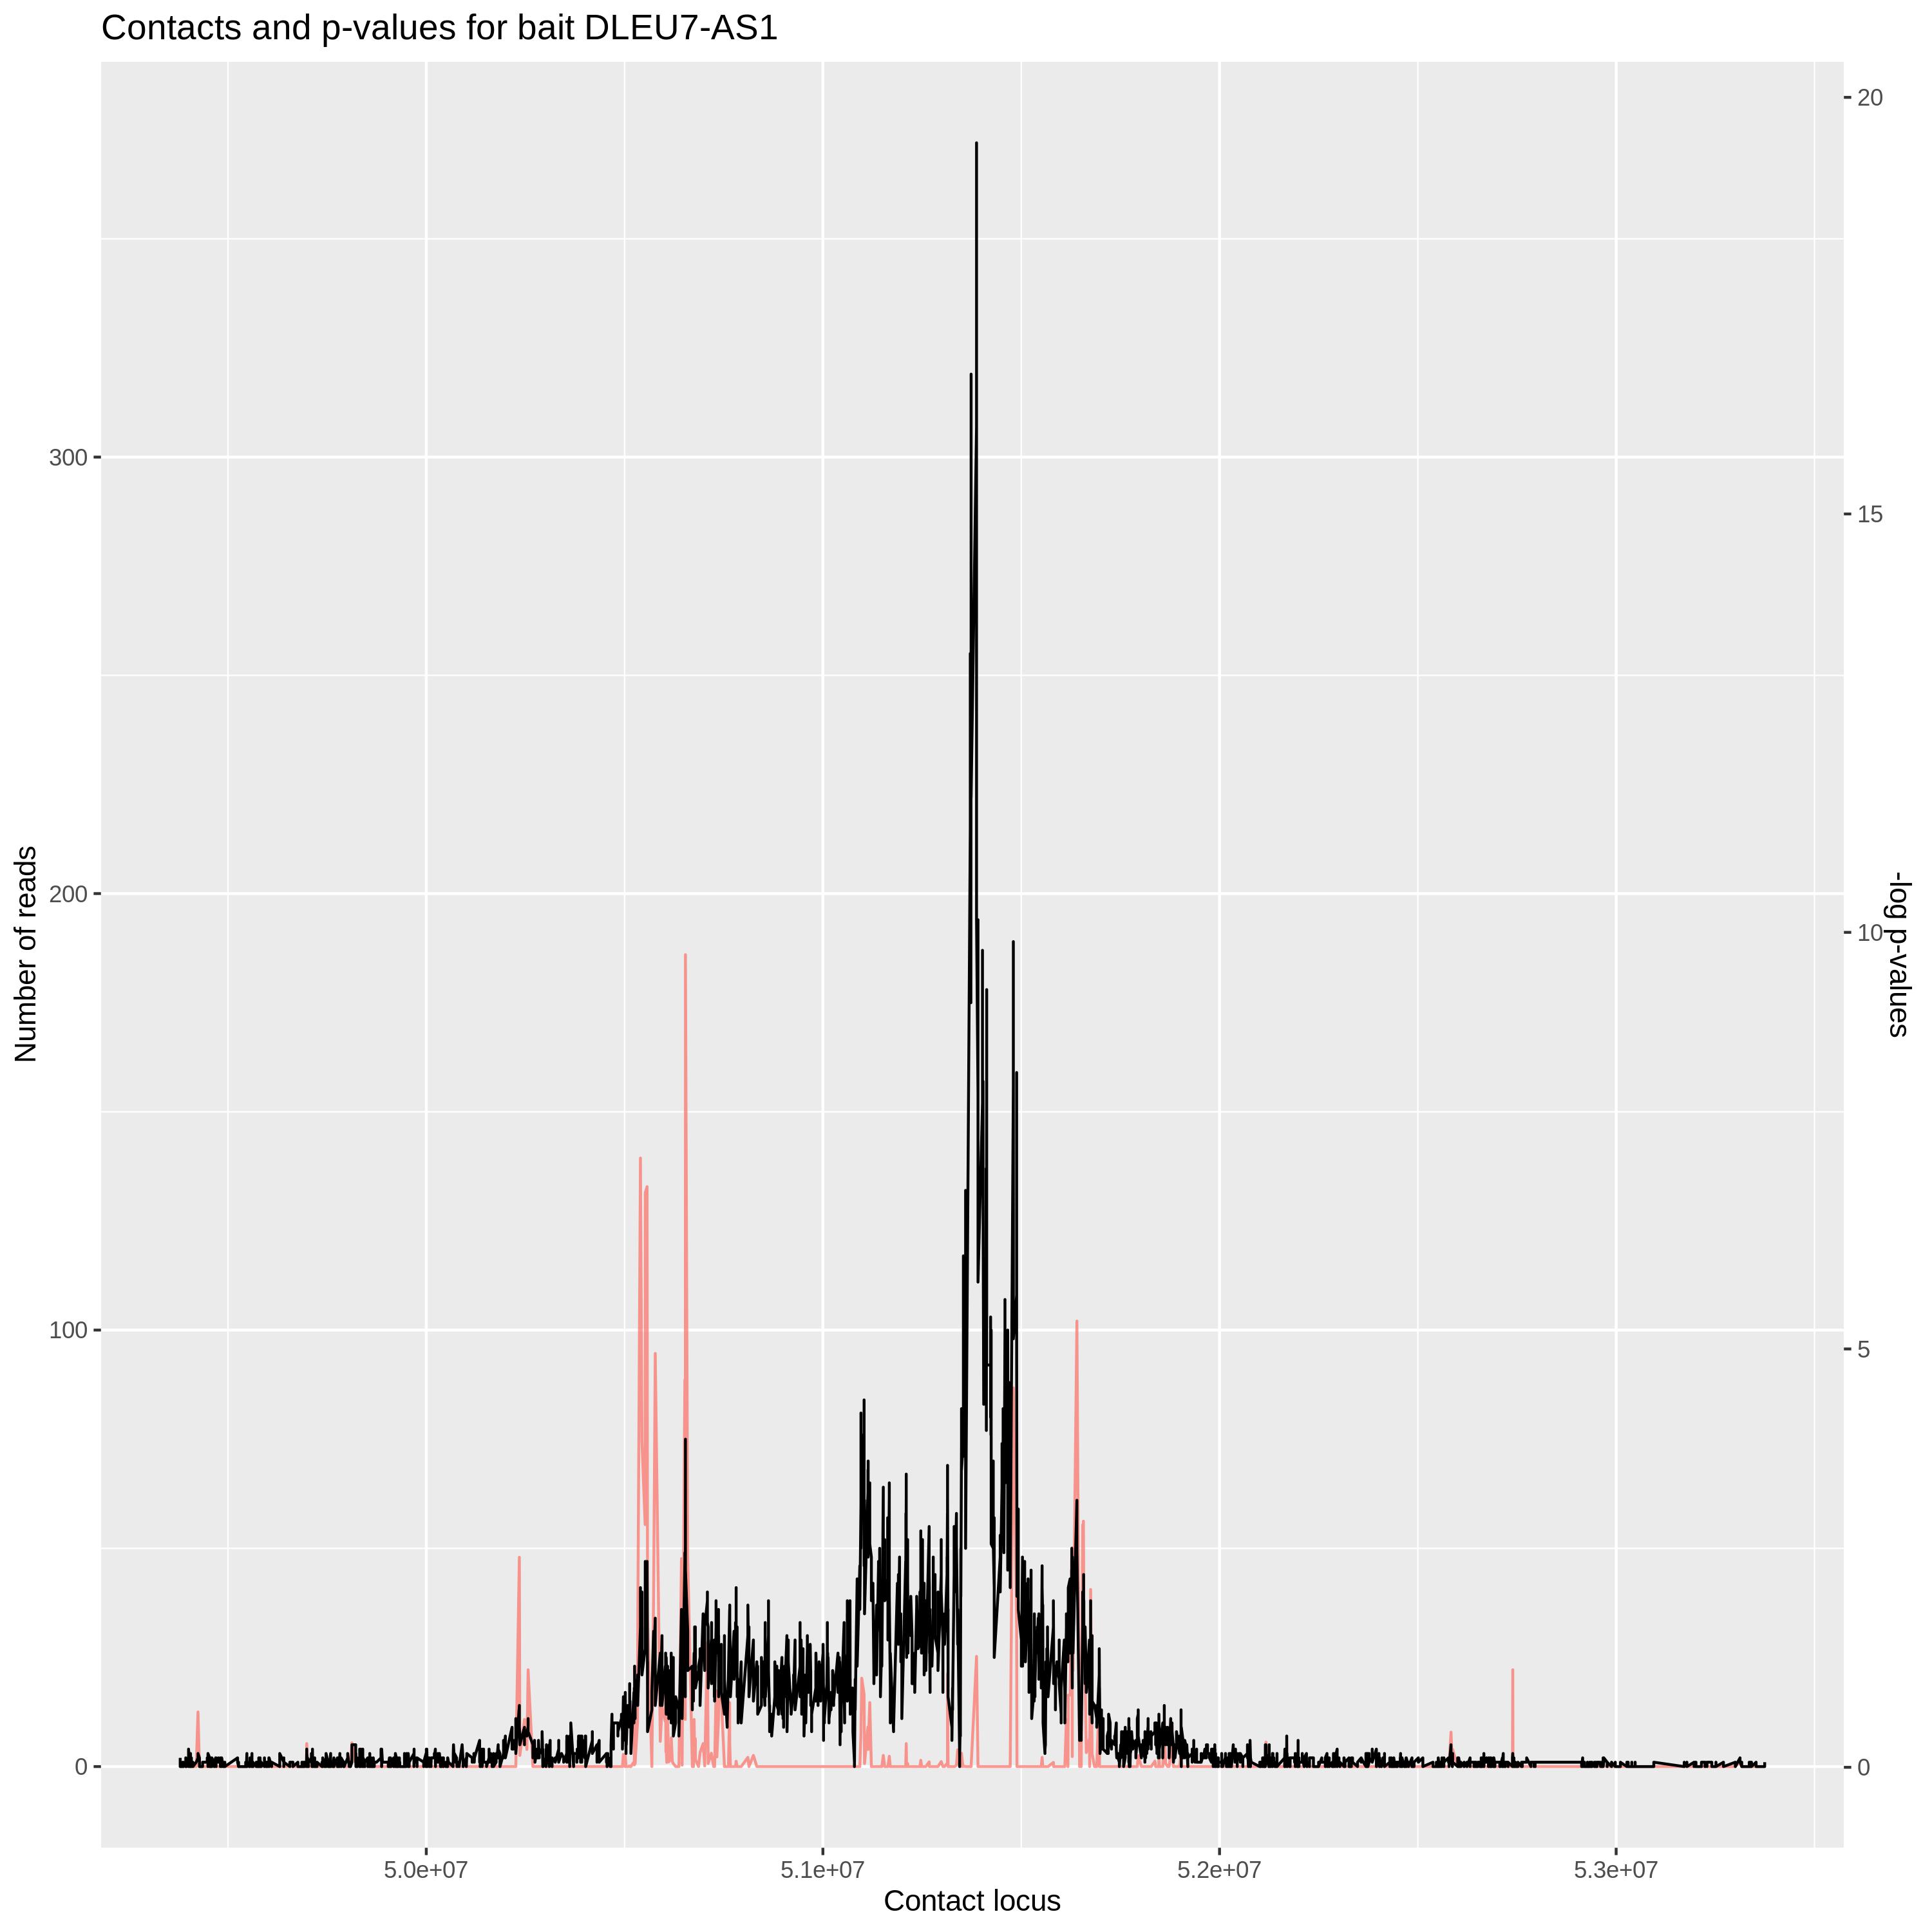 Contacts and p-values for bait DLEU7-AS1
20
300
15
200
10
Number of reads
-log p-values
100
5
0
0
5.0e+07 5.1e+07 5.2e+07 5.3e+07
Contact locus